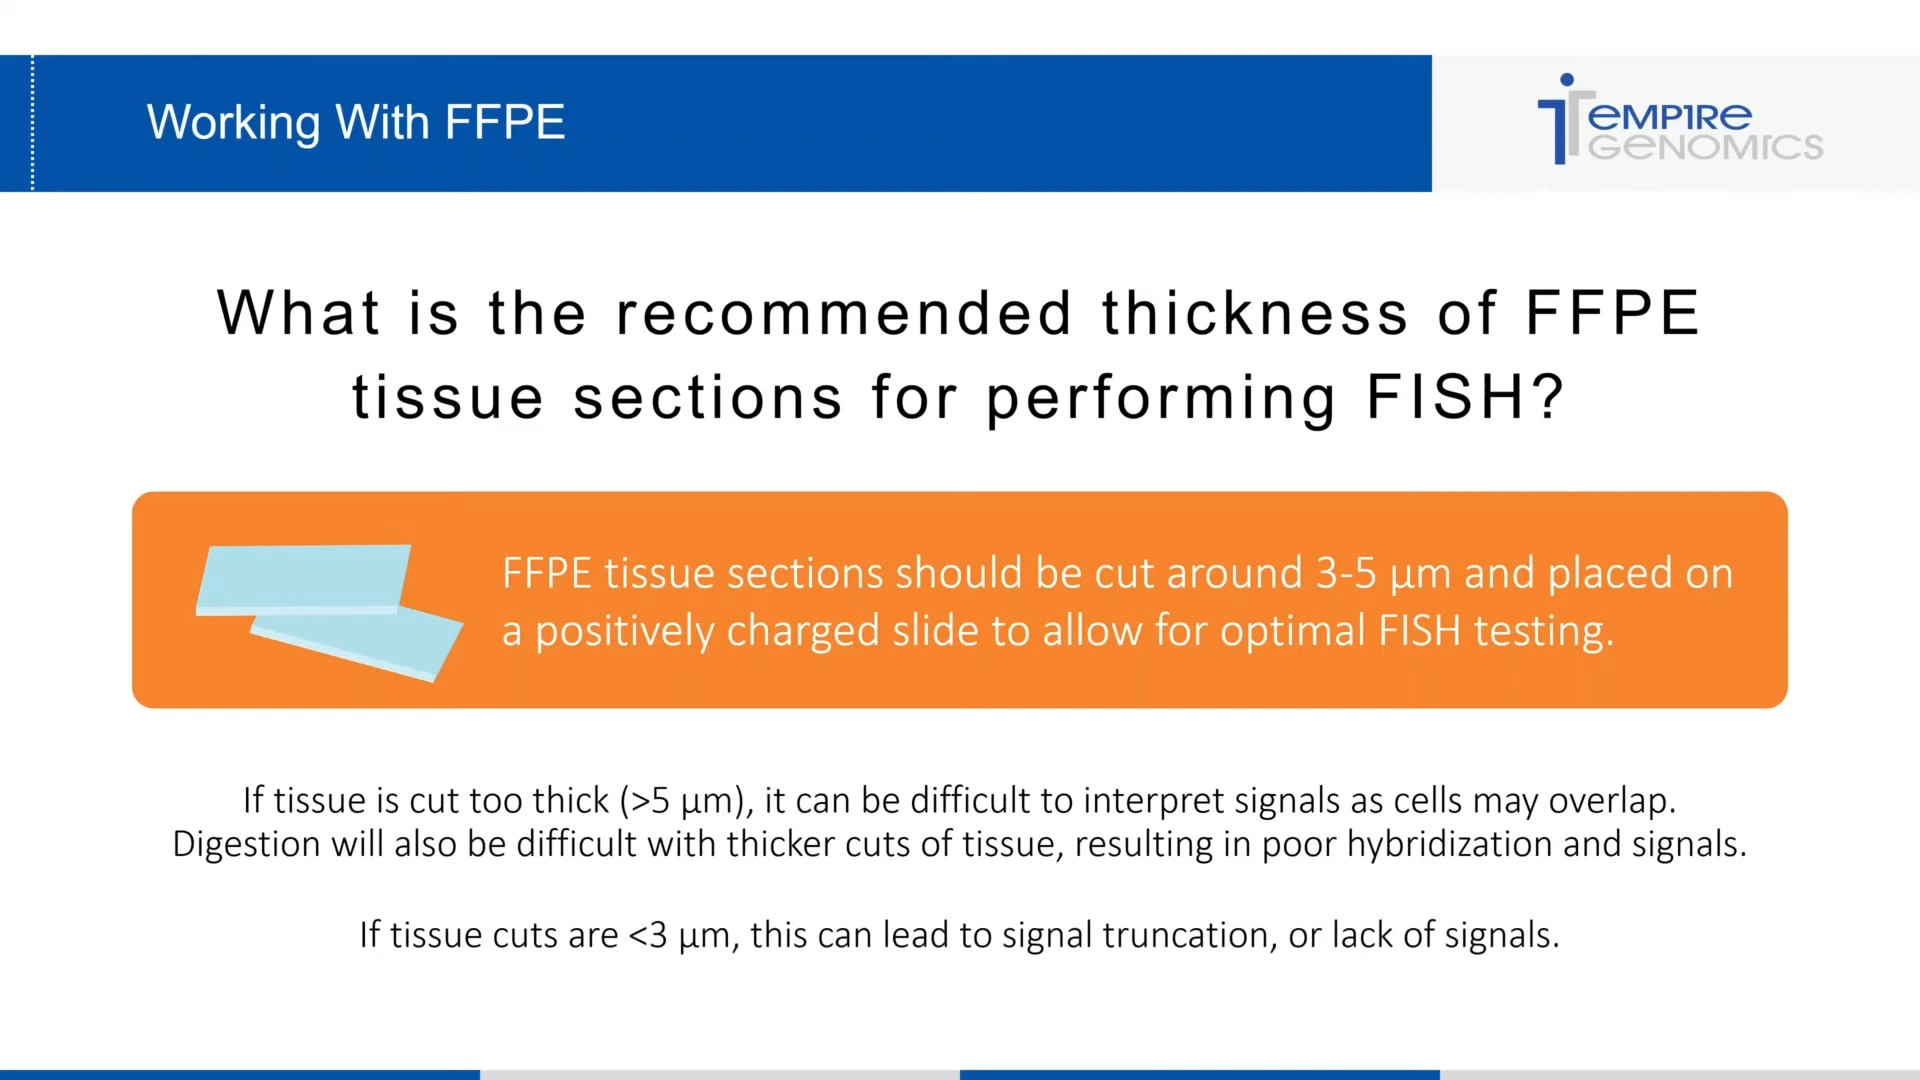 Working With FFPE
EMPIRE
GENOMICS
What is the recommended thickness of FFPE
tissue sections for performing FISH?
FFPE tissue sections should be cut around 3-5 µm and placed on
a positively charged slide to allow for optimal FISH testing.
If tissue is cut too thick (>5 µm), it can be difficult to interpret signals as cells may overlap.
Digestion will also be difficult with thicker cuts of tissue, resulting in poor hybridization and signals.
If tissue cuts are <3 µm, this can lead to signal truncation, or lack of signals.